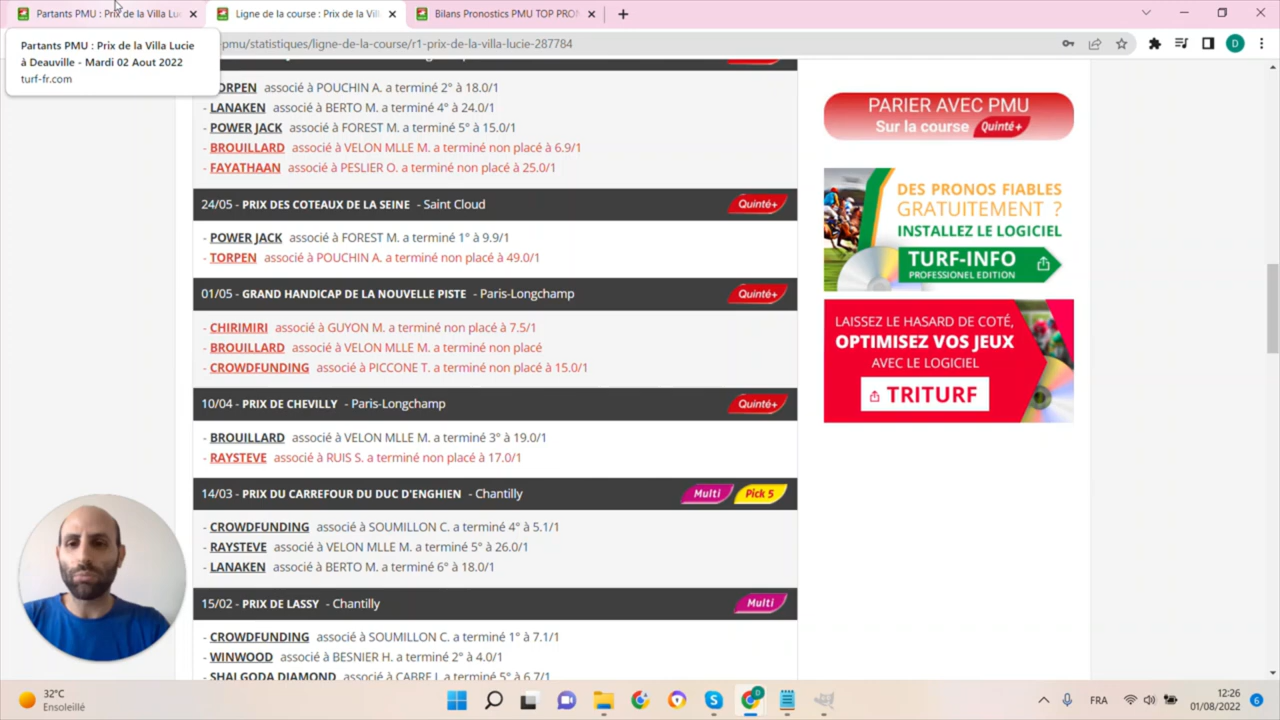 Partants PMU : Prix de la Villa Luc
Ligne de la course : Prix de la Vil
Bilans Pronostics PMU TOP PRON
Partants PMU : Prix de la Villa Lucie
à Deauville - Mardi 02 Aout 2022
turf-fr.com
pmu/statistiques/ligne-de-la-course/r1-prix-de-la-villa-lucie-287784
D
TORPEN associé à POUCHIN A. a terminé 2° à 18.0/1
- LANAKEN associé à BERTO M. a terminé 4° à 24.0/1
- POWER JACK associé à FOREST M. a terminé 5° à 15.0/1
- BROUILLARD associé à VELON MLLE M. a terminé non placé à 6.9/1
- FAYATHAAN associé à PESLIER O. a terminé non placé à 25.0/1
24/05 - PRIX DES COTEAUX DE LA SEINE - Saint Cloud Quinté+
- POWER JACK associé à FOREST M. a terminé 1° à 9.9/1
- TORPEN associé à POUCHIN A. a terminé non placé à 49.0/1
01/05 - GRAND HANDICAP DE LA NOUVELLE PISTE - Paris-Longchamp Quinté+
- CHIRIMIRI associé à GUYON M. a terminé non placé à 7.5/1
- BROUILLARD associé à VELON MLLE M. a terminé non placé
- CROWDFUNDING associé à PICCONE T. a terminé non placé à 15.0/1
10/04 - PRIX DE CHEVILLY - Paris-Longchamp Quinté+
- BROUILLARD associé à VELON MLLE M. a terminé 3° à 19.0/1
- RAYSTEVE associé à RUIS S. a terminé non placé à 17.0/1
14/03 - PRIX DU CARREFOUR DU DUC D'ENGHIEN - Chantilly Multi Pick 5
- CROWDFUNDING associé à SOUMILLON C. a terminé 4° à 5.1/1
- RAYSTEVE associé à VELON MLLE M. a terminé 5° à 26.0/1
- LANAKEN associé à BERTO M. a terminé 6° à 18.0/1
15/02 - PRIX DE LASSY - Chantilly Multi
- CROWDFUNDING associé à SOUMILLON C. a terminé 1° à 7.1/1
- WINWOOD associé à BESNIER H. a terminé 2° à 4.0/1
- SHALGODA DIAMOND associé à CABRE J. a terminé 5° à 6.7/1
PARIER AVEC PMU
Sur la course Quinté+
DES PRONOS FIABLES
GRATUITEMENT ?
INSTALLEZ LE LOGICIEL
TURF-INFO
PROFESSIONEL EDITION
LAISSEZ LE HASARD DE COTÉ,
OPTIMISEZ VOS JEUX
AVEC LE LOGICIEL
TRITURF
32°C
Ensoleillé
D
FRA
12:26
01/08/2022
6